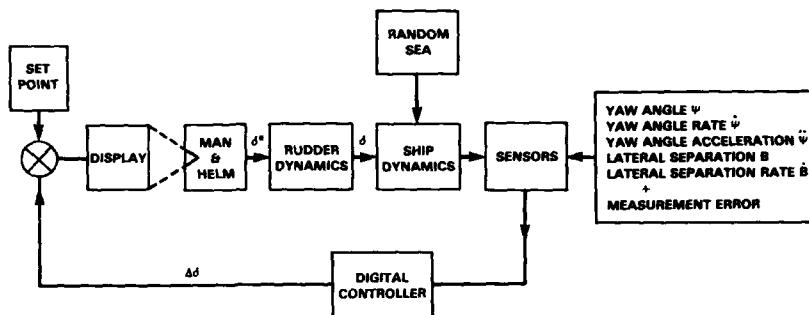 RANDOM
SEA
SET
POINT
DISPLAY
MAN
&
HELM
δ*
RUDDER
DYNAMICS
δ
SHIP
DYNAMICS
SENSORS
YAW ANGLE ψ
YAW ANGLE RATE ψ̇
YAW ANGLE ACCELERATION ψ̈
LATERAL SEPARATION B
LATERAL SEPARATION RATE Ḃ
+
MEASUREMENT ERROR
Δδ
DIGITAL
CONTROLLER